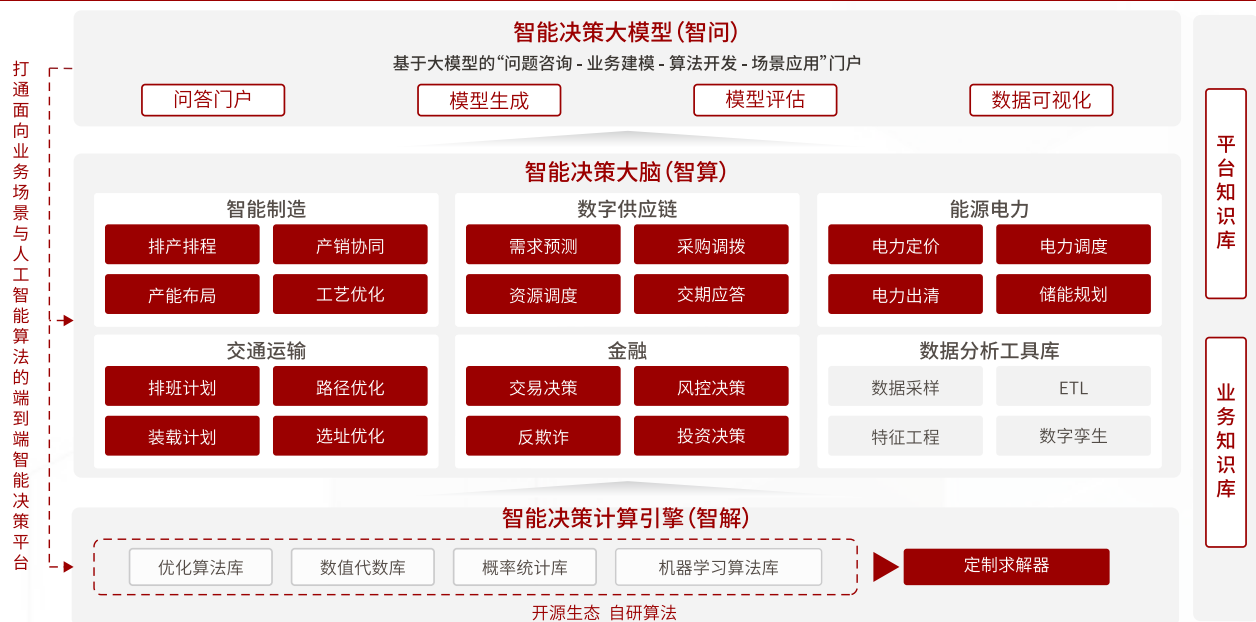 智能决策大模型(智问)
基于大模型的“问题咨询 - 业务建模 - 算法开发 - 场景应用”门户
问答门户
模型生成
模型评估
数据可视化
打通面向业务场景与人工智能算法的端到端智能决策平台
智能决策大脑(智算)
智能制造
排产排程
产销协同
产能布局
工艺优化
数字供应链
需求预测
采购调拨
资源调度
交期应答
能源电力
电力定价
电力调度
电力出清
储能规划
交通运输
排班计划
路径优化
装载计划
选址优化
金融
交易决策
风控决策
反欺诈
投资决策
数据分析工具库
数据采样
ETL
特征工程
数字孪生
智能决策计算引擎(智解)
优化算法库
数值代数库
概率统计库
机器学习算法库
定制求解器
开源生态 自研算法
平台知识库
业务知识库